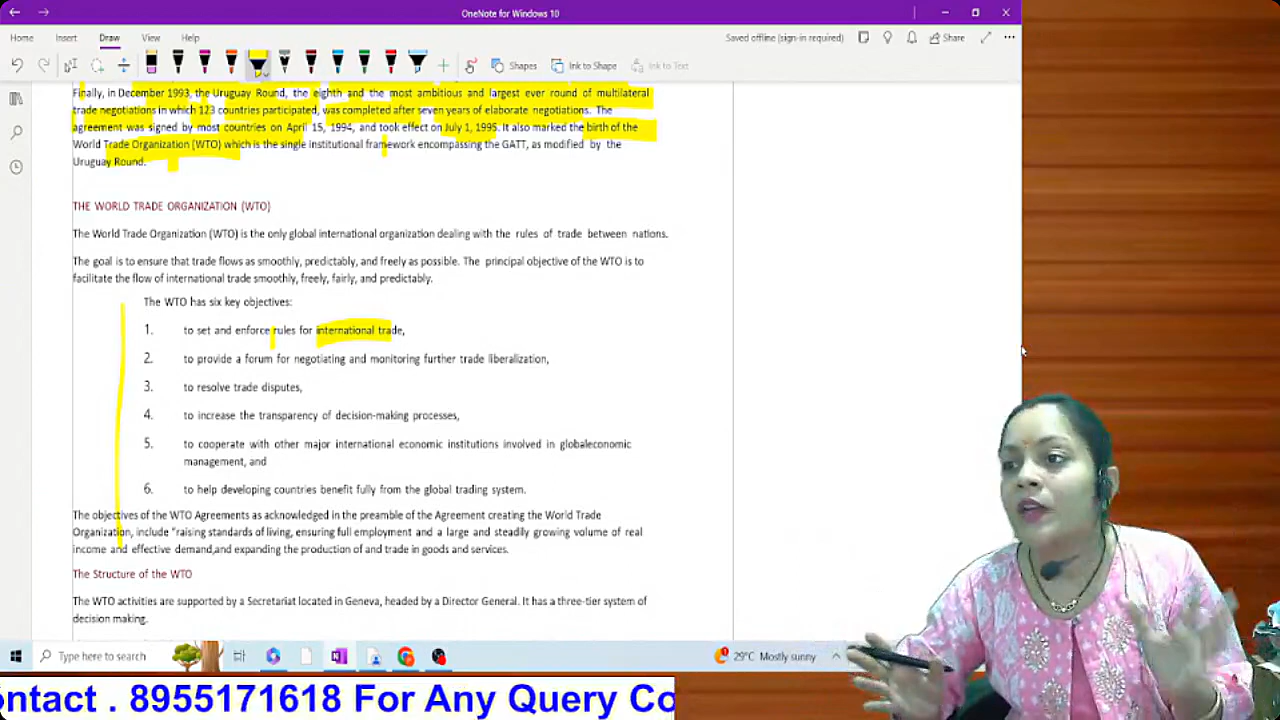 OneNote for Windows 10
Home Insert Draw View Help
Saved offline (sign-in required)
Share
Shapes
Ink to Shape
Ink to Text
Finally, in December 1993, the Uruguay Round, the eighth and the most ambitious and largest ever round of multilateral
trade negotiations in which 123 countries participated, was completed after seven years of elaborate negotiations. The
agreement was signed by most countries on April 15, 1994, and took effect on July 1, 1995. It also marked the birth of the
World Trade Organization (WTO) which is the single institutional framework encompassing the GATT, as modified by the
Uruguay Round.
THE WORLD TRADE ORGANIZATION (WTO)
The World Trade Organization (WTO) is the only global international organization dealing with the rules of trade between nations.
The goal is to ensure that trade flows as smoothly, predictably, and freely as possible. The principal objective of the WTO is to
facilitate the flow of international trade smoothly, freely, fairly, and predictably.
The WTO has six key objectives:
1. to set and enforce rules for international trade,
2. to provide a forum for negotiating and monitoring further trade liberalization,
3. to resolve trade disputes,
4. to increase the transparency of decision-making processes,
5. to cooperate with other major international economic institutions involved in globaleconomic
management, and
6. to help developing countries benefit fully from the global trading system.
The objectives of the WTO Agreements as acknowledged in the preamble of the Agreement creating the World Trade
Organization, include "raising standards of living, ensuring full employment and a large and steadily growing volume of real
income and effective demand,and expanding the production of and trade in goods and services.
The Structure of the WTO
The WTO activities are supported by a Secretariat located in Geneva, headed by a Director General. It has a three-tier system of
decision making.
Type here to search
29°C Mostly sunny
ontact . 8955171618 For Any Query Co